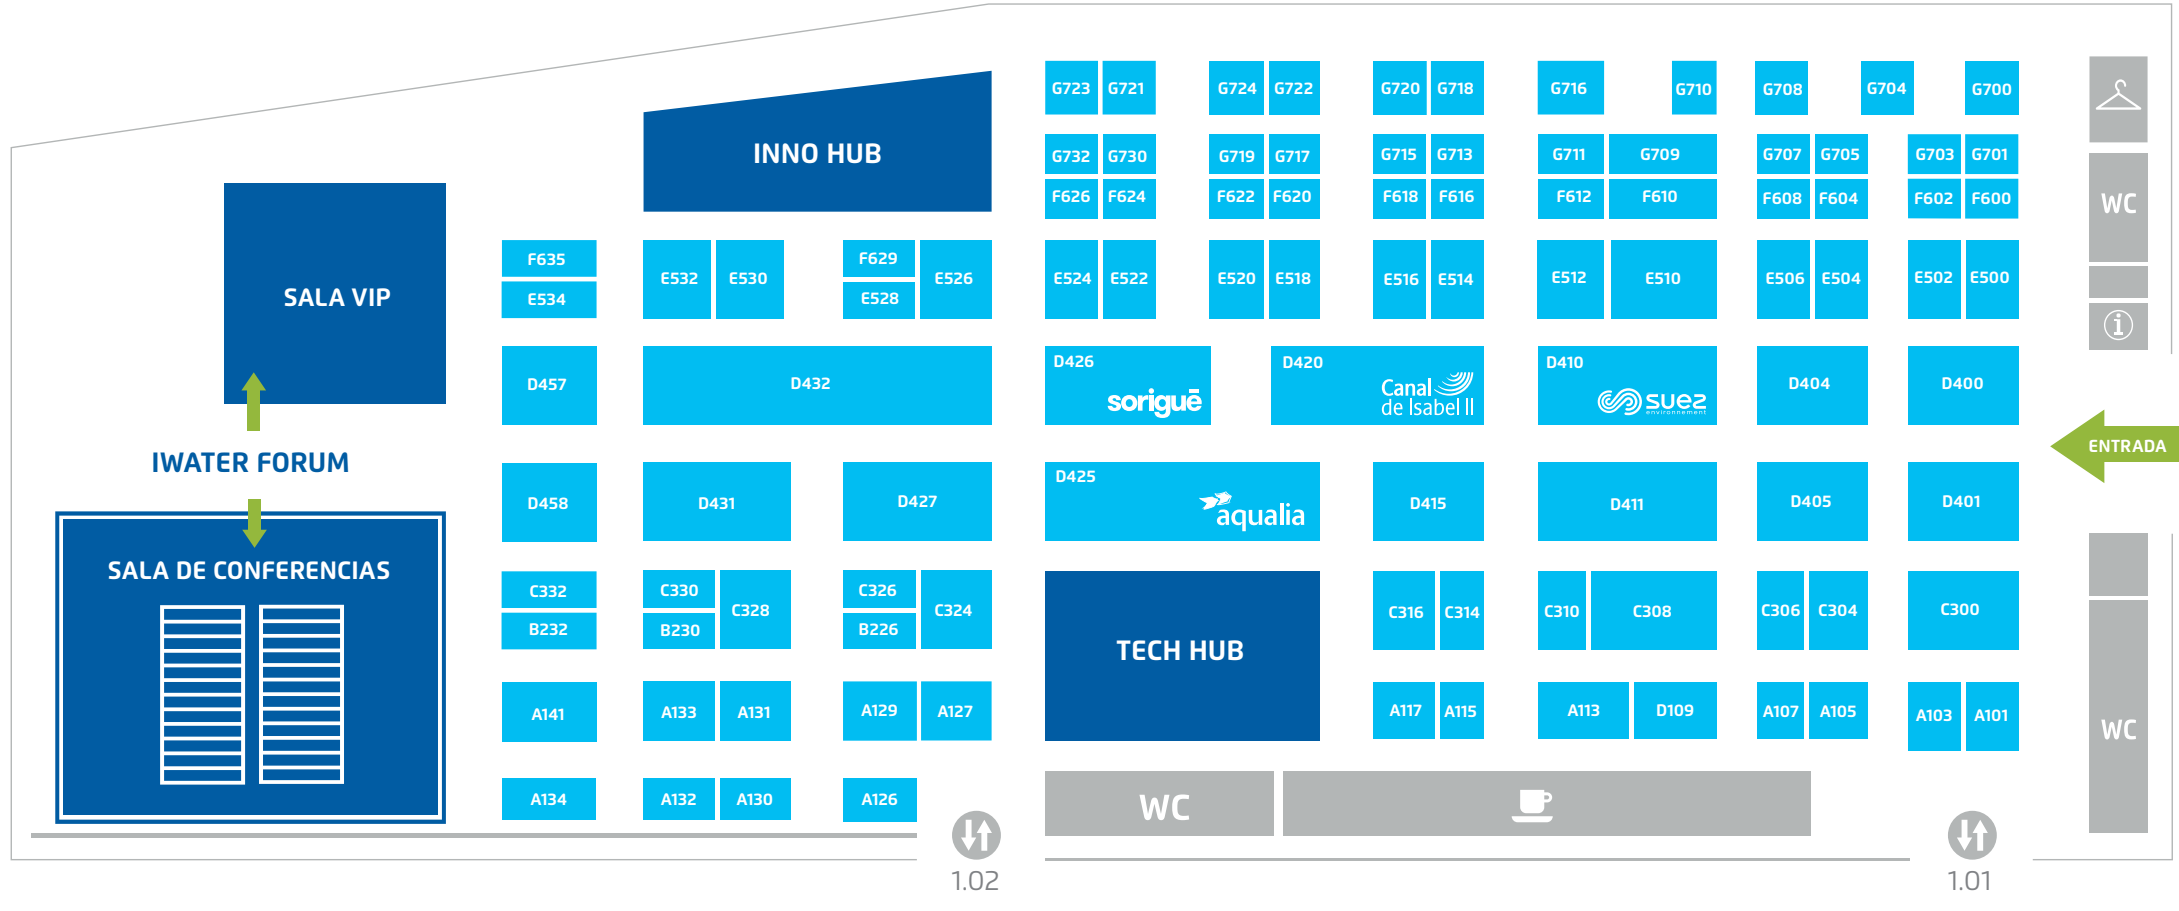 G723 G721 G724 G722 G720 G718 G716 G710 G708 G704 G700
INNO HUB
G732 G730 G719 G717 G715 G713 G711 G709 G707 G705 G703 G701
F626 F624 F622 F620 F618 F616 F612 F610 F608 F604 F602 F600
WC
F635 F629
E534 E532 E530 E528 E526 E524 E522 E520 E518 E516 E514 E512 E510 E506 E504 E502 E500
SALA VIP
i
D457 D432 D426 D420 D410 D404 D400
sorigué
Canal
de Isabel II
suez
environnement
ENTRADA
IWATER FORUM
D458 D431 D427 D425 D415 D411 D405 D401
aqualia
SALA DE CONFERENCIAS
C332 C330 C328 C326 C324 C316 C314 C310 C308 C306 C304 C300
B232 B230 B226
TECH HUB
A141 A133 A131 A129 A127 A117 A115 A113 D109 A107 A105 A103 A101
WC
A134 A132 A130 A126
WC
1.02
1.01